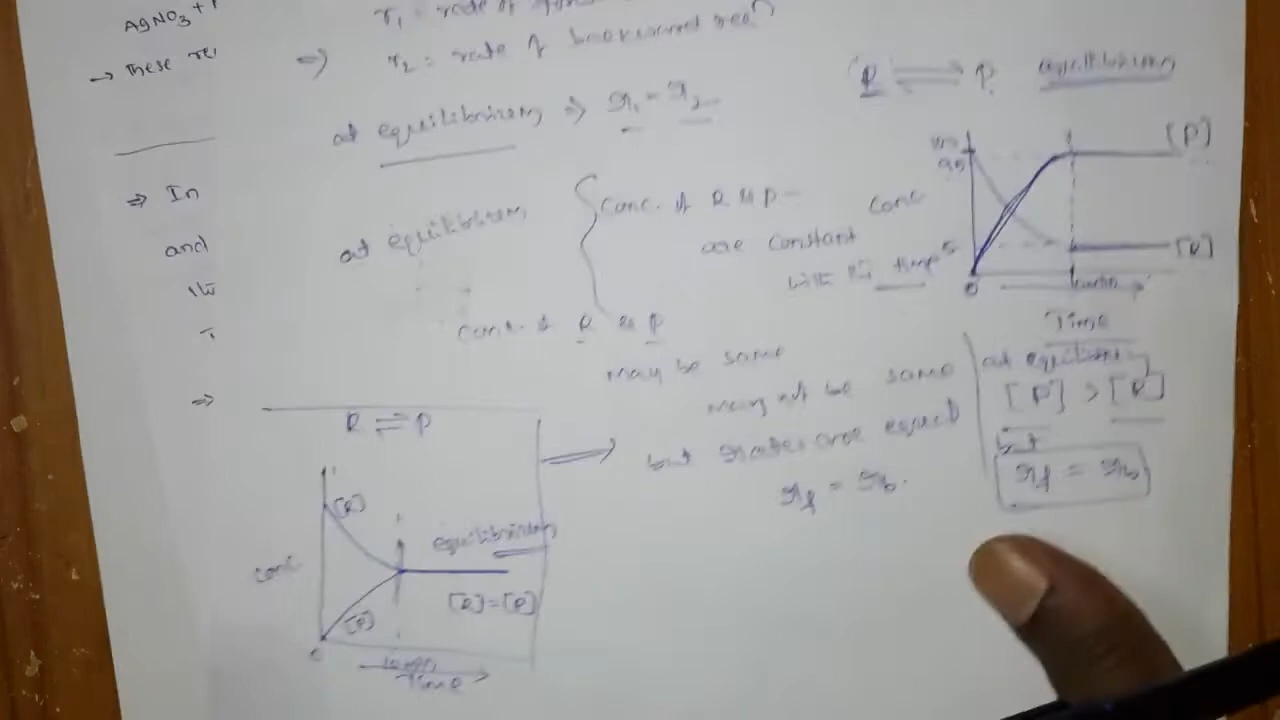 AgNO3 +
→ These re
⇒ In
and
⇒
r1 = rate of
⇒ r2 = rate of backward
at equilibrium ⇒ r1 = r2
at equilibrium
conc. of R & P
are constant
with time
conc. of R & P
may be same
may not be same
but rates are equal
rf = rb.
R ⇌ P
[R]
conc
equilibrium
[R]=[P]
[P]
Time
R ⇌ P equilibrium
[P]
conc
[R]
0
Time
at equilibrium
[P] > [R]
but
rf = rb